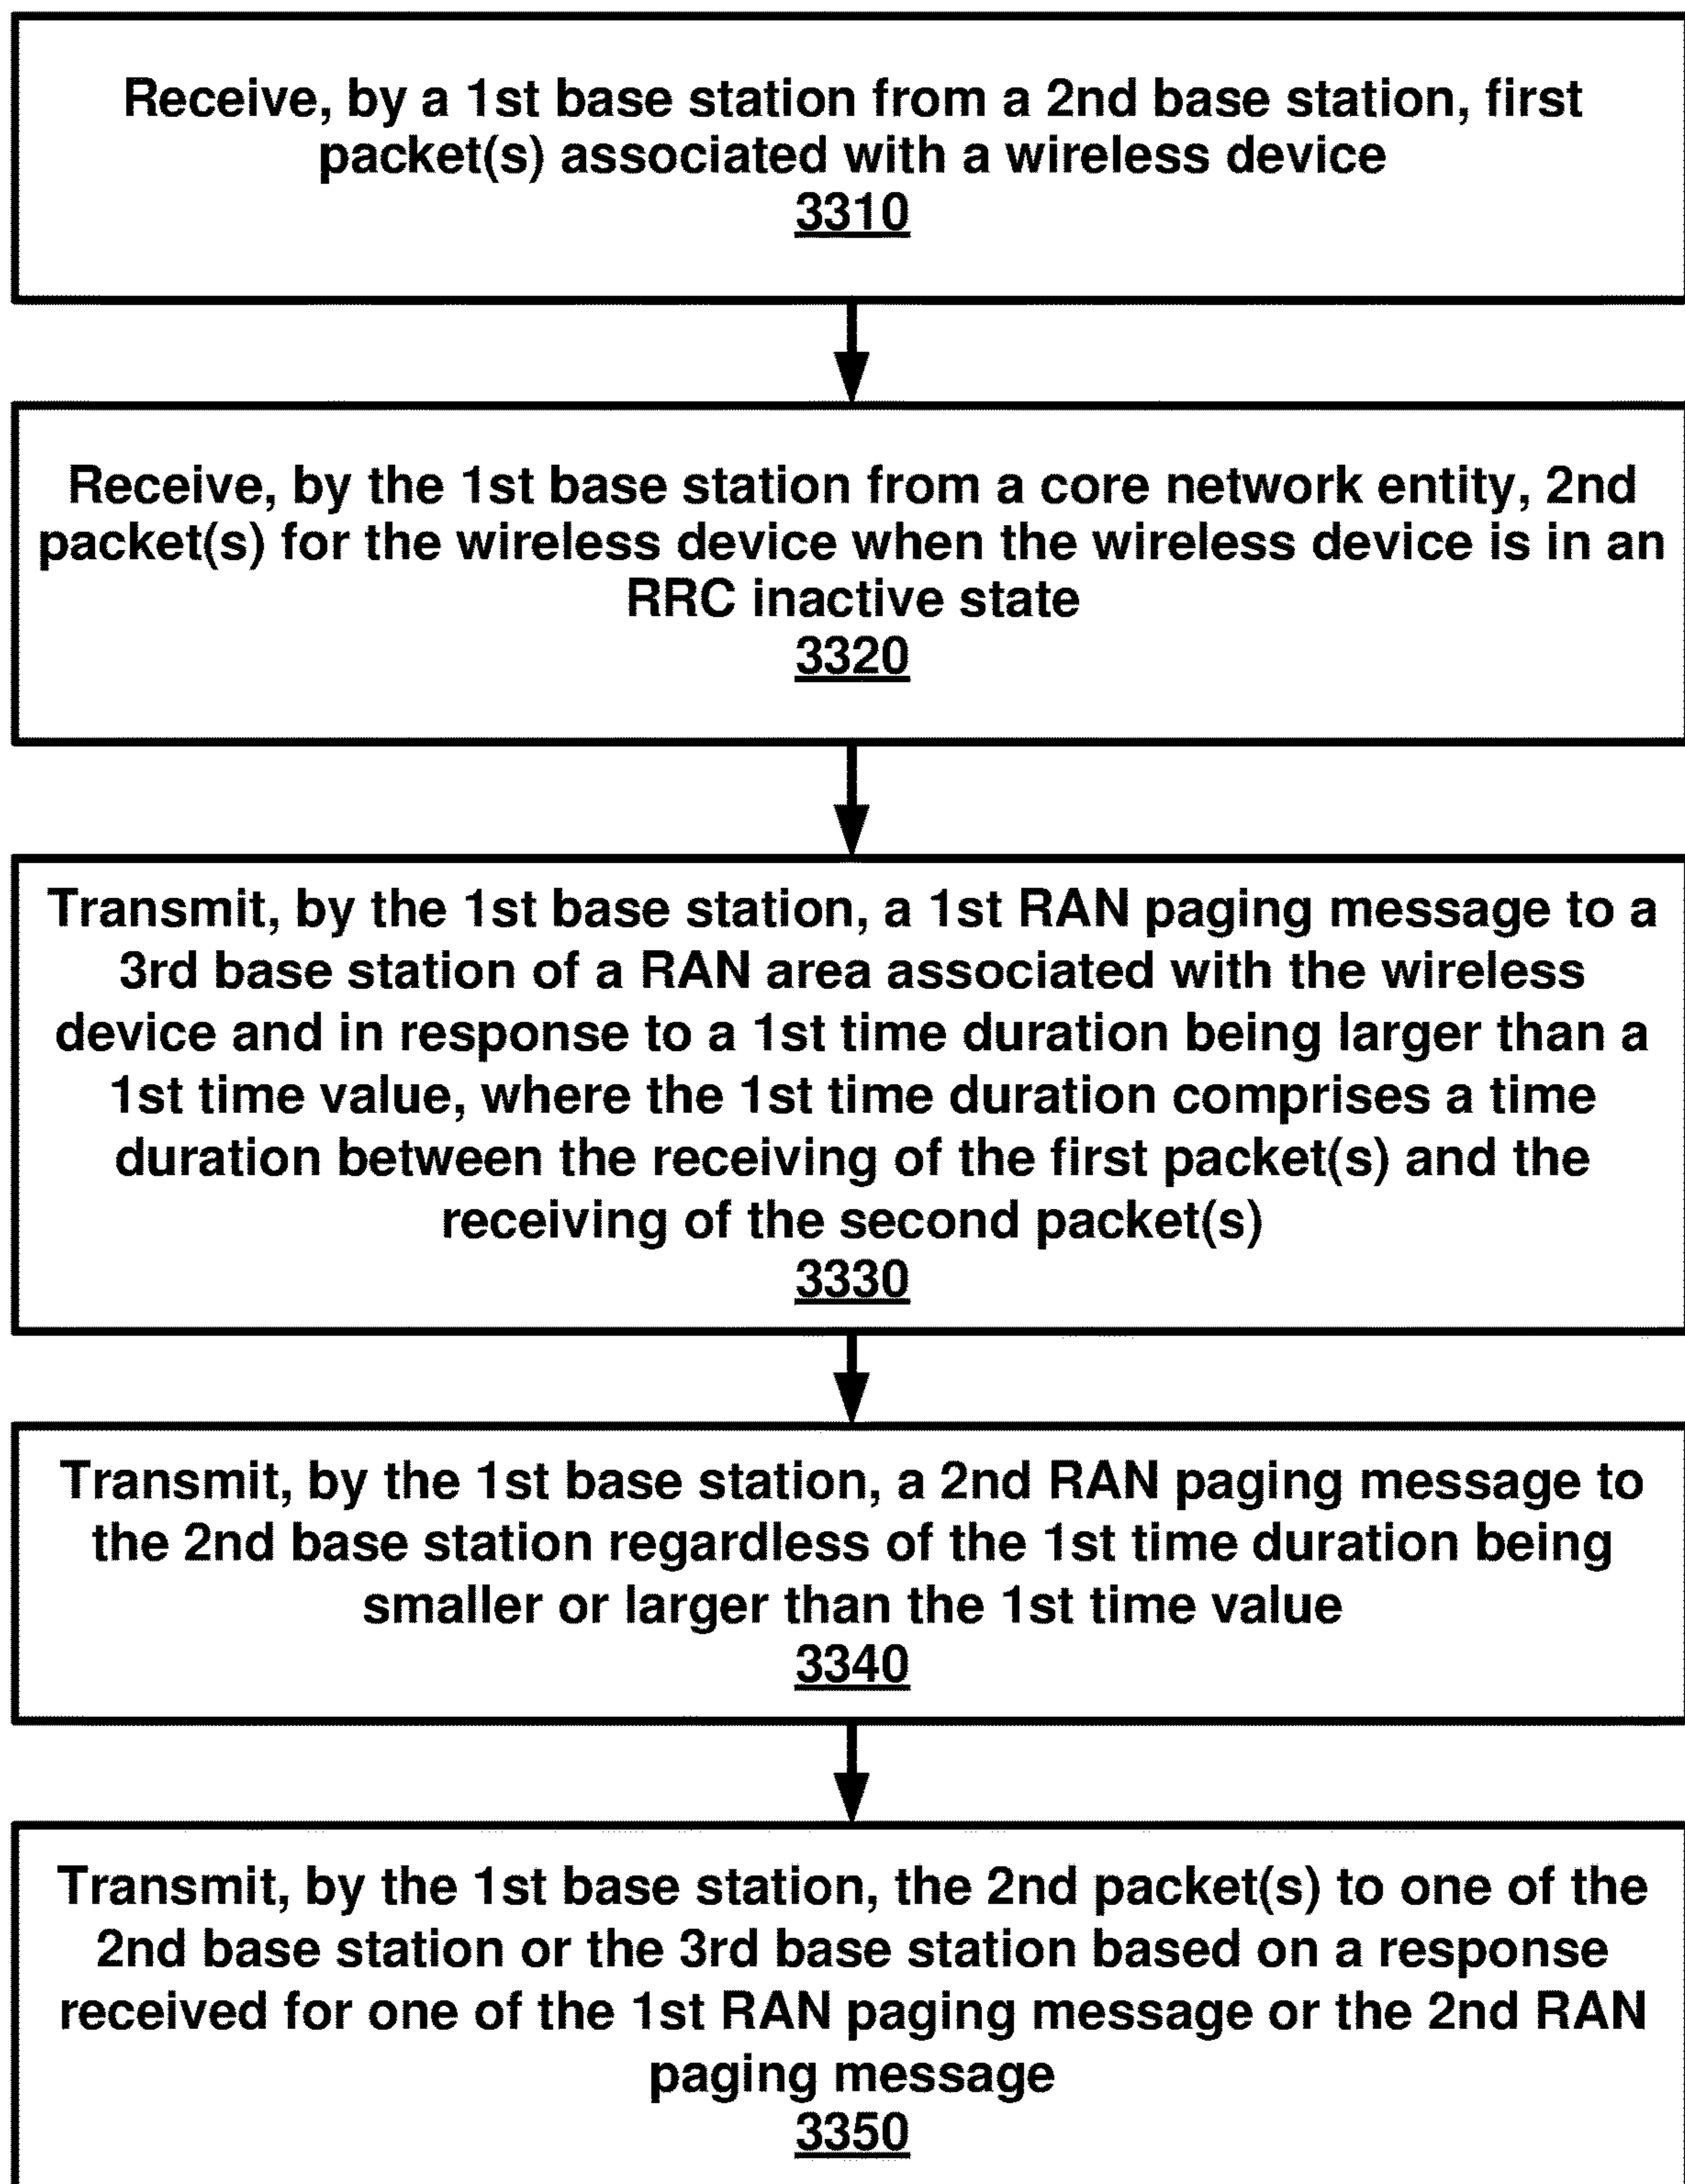 Receive, by a 1st base station from a 2nd base station, first
packet(s) associated with a wireless device
3310
Receive, by the 1st base station from a core network entity, 2nd
packet(s) for the wireless device when the wireless device is in an
RRC inactive state
3320
Transmit, by the 1st base station, a 1st RAN paging message to a
3rd base station of a RAN area associated with the wireless
device and in response to a 1st time duration being larger than a
1st time value, where the 1st time duration comprises a time
duration between the receiving of the first packet(s) and the
receiving of the second packet(s)
3330
Transmit, by the 1st base station, a 2nd RAN paging message to
the 2nd base station regardless of the 1st time duration being
smaller or larger than the 1st time value
3340
Transmit, by the 1st base station, the 2nd packet(s) to one of the
2nd base station or the 3rd base station based on a response
received for one of the 1st RAN paging message or the 2nd RAN
paging message
3350